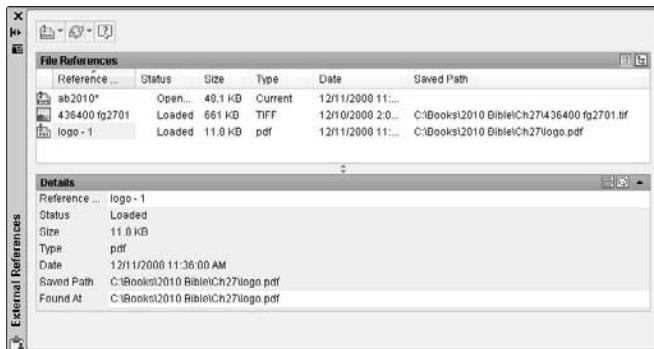 File References
Reference ... Status Size Type Date Saved Path
ab2010* Open... 48.1 KB Current 12/11/2008 11:...
436400 fg2701 Loaded 661 KB TIFF 12/10/2008 2:0... C:\Books\2010 Bible\Ch27\436400 fg2701.tif
logo - 1 Loaded 11.8 KB pdf 12/11/2008 11:... C:\Books\2010 Bible\Ch27\logo.pdf
Details
Reference ... logo - 1
Status Loaded
Size 11.8 KB
Type pdf
Date 12/11/2008 11:36:00 AM
Saved Path C:\Books\2010 Bible\Ch27\logo.pdf
Found At C:\Books\2010 Bible\Ch27\logo.pdf
External References